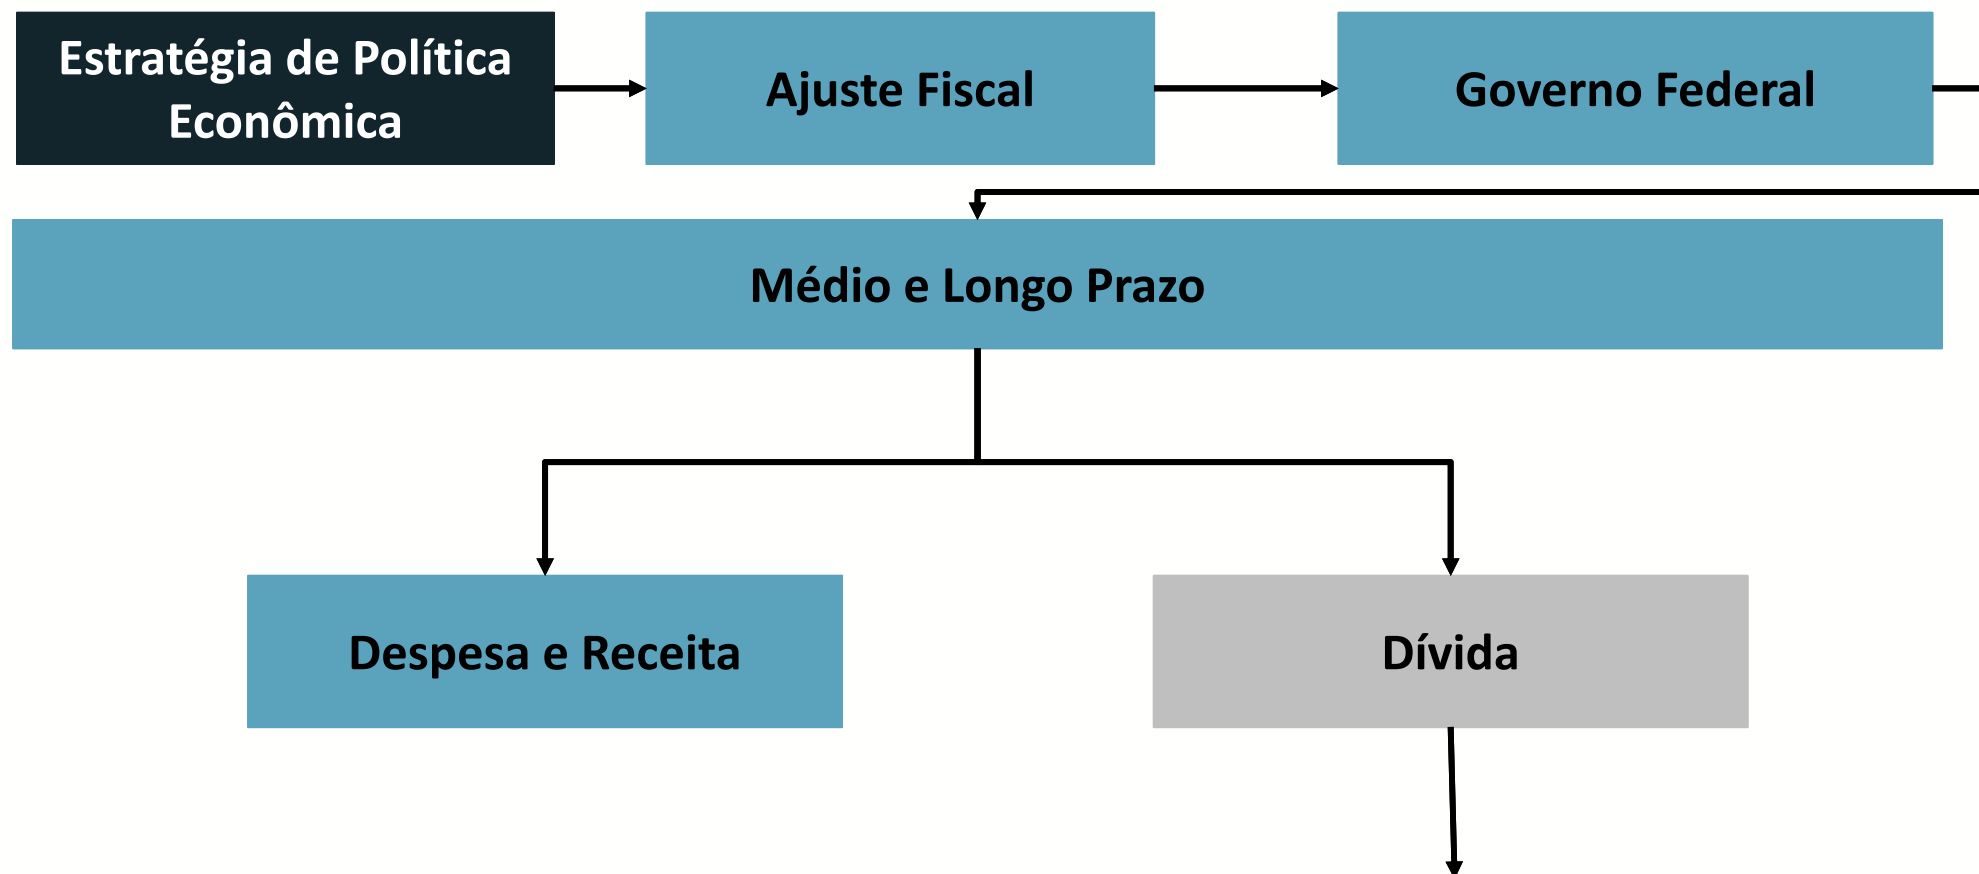 Estratégia de Política
Econômica
Ajuste Fiscal
Governo Federal
Médio e Longo Prazo
Despesa e Receita
Dívida